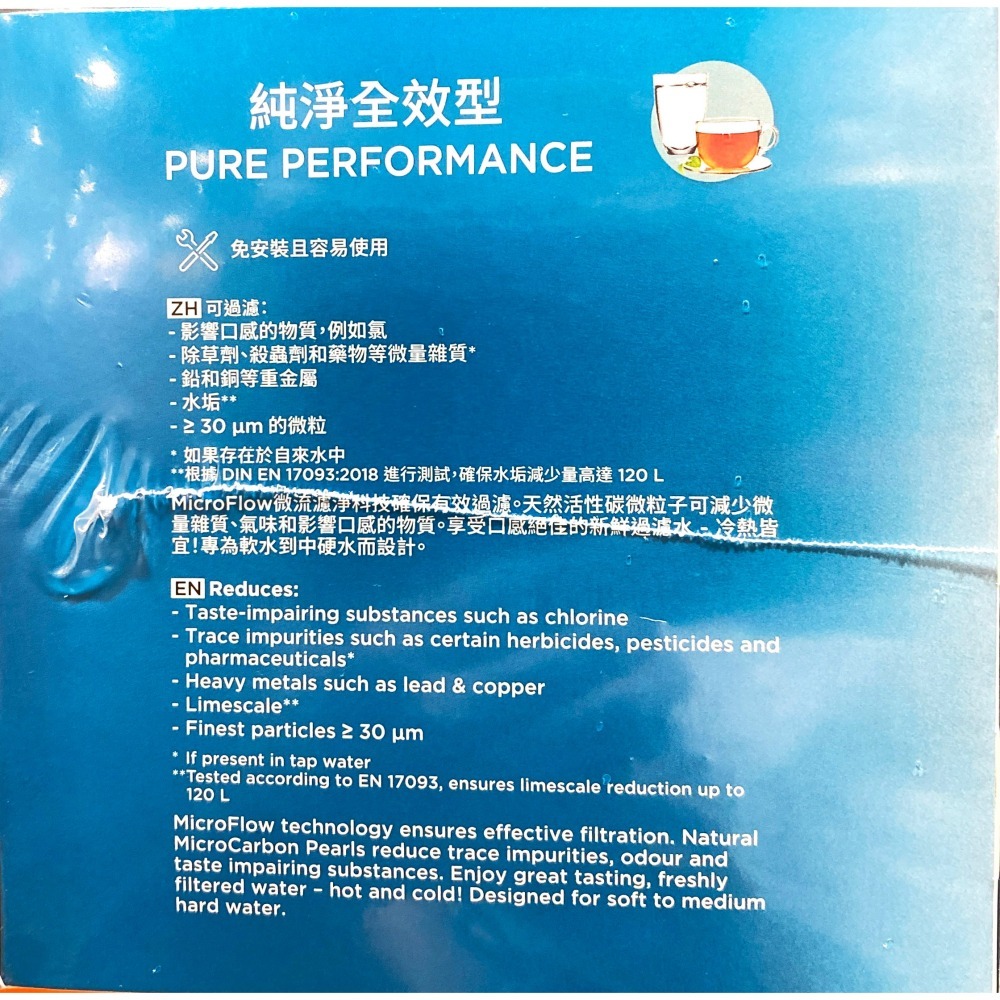 純淨全效型
PURE PERFORMANCE
免安裝且容易使用
ZH 可過濾:
- 影響口感的物質,例如氯
- 除草劑、殺蟲劑和藥物等微量雜質*
- 鉛和銅等重金屬
- 水垢**
- ≥ 30 µm 的微粒
* 如果存在於自來水中
**根據 DIN EN 17093:2018 進行測試,確保水垢減少量高達 120 L
MicroFlow微流濾淨科技確保有效過濾。天然活性碳微粒子可減少微
量雜質、氣味和影響口感的物質。享受口感絕佳的新鮮過濾水 - 冷熱皆
宜!專為軟水到中硬水而設計。
EN Reduces:
- Taste-impairing substances such as chlorine
- Trace impurities such as certain herbicides, pesticides and
pharmaceuticals*
- Heavy metals such as lead & copper
- Limescale**
- Finest particles ≥ 30 µm
* If present in tap water
**Tested according to EN 17093, ensures limescale reduction up to
120 L
MicroFlow technology ensures effective filtration. Natural
MicroCarbon Pearls reduce trace impurities, odour and
taste impairing substances. Enjoy great tasting, freshly
filtered water – hot and cold! Designed for soft to medium
hard water.